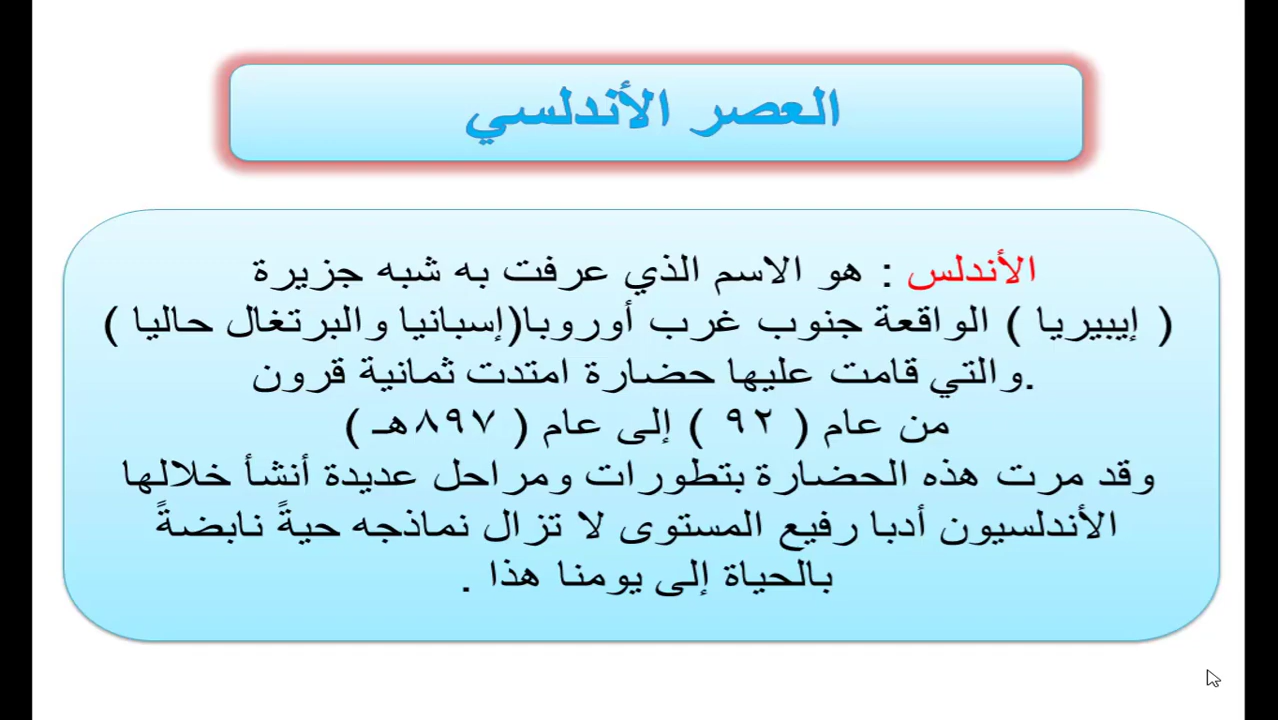 العصر الأندلسي
الأندلس : هو الاسم الذي عرفت به شبه جزيرة
( إيبيريا ) الواقعة جنوب غرب أوروبا(إسبانيا والبرتغال حاليا )
.والتي قامت عليها حضارة امتدت ثمانية قرون
من عام ( ٩٢ ) إلى عام ( ٨٩٧هـ )
وقد مرت هذه الحضارة بتطورات ومراحل عديدة أنشأ خلالها
الأندلسيون أدبا رفيع المستوى لا تزال نماذجه حيةً نابضةً
بالحياة إلى يومنا هذا .